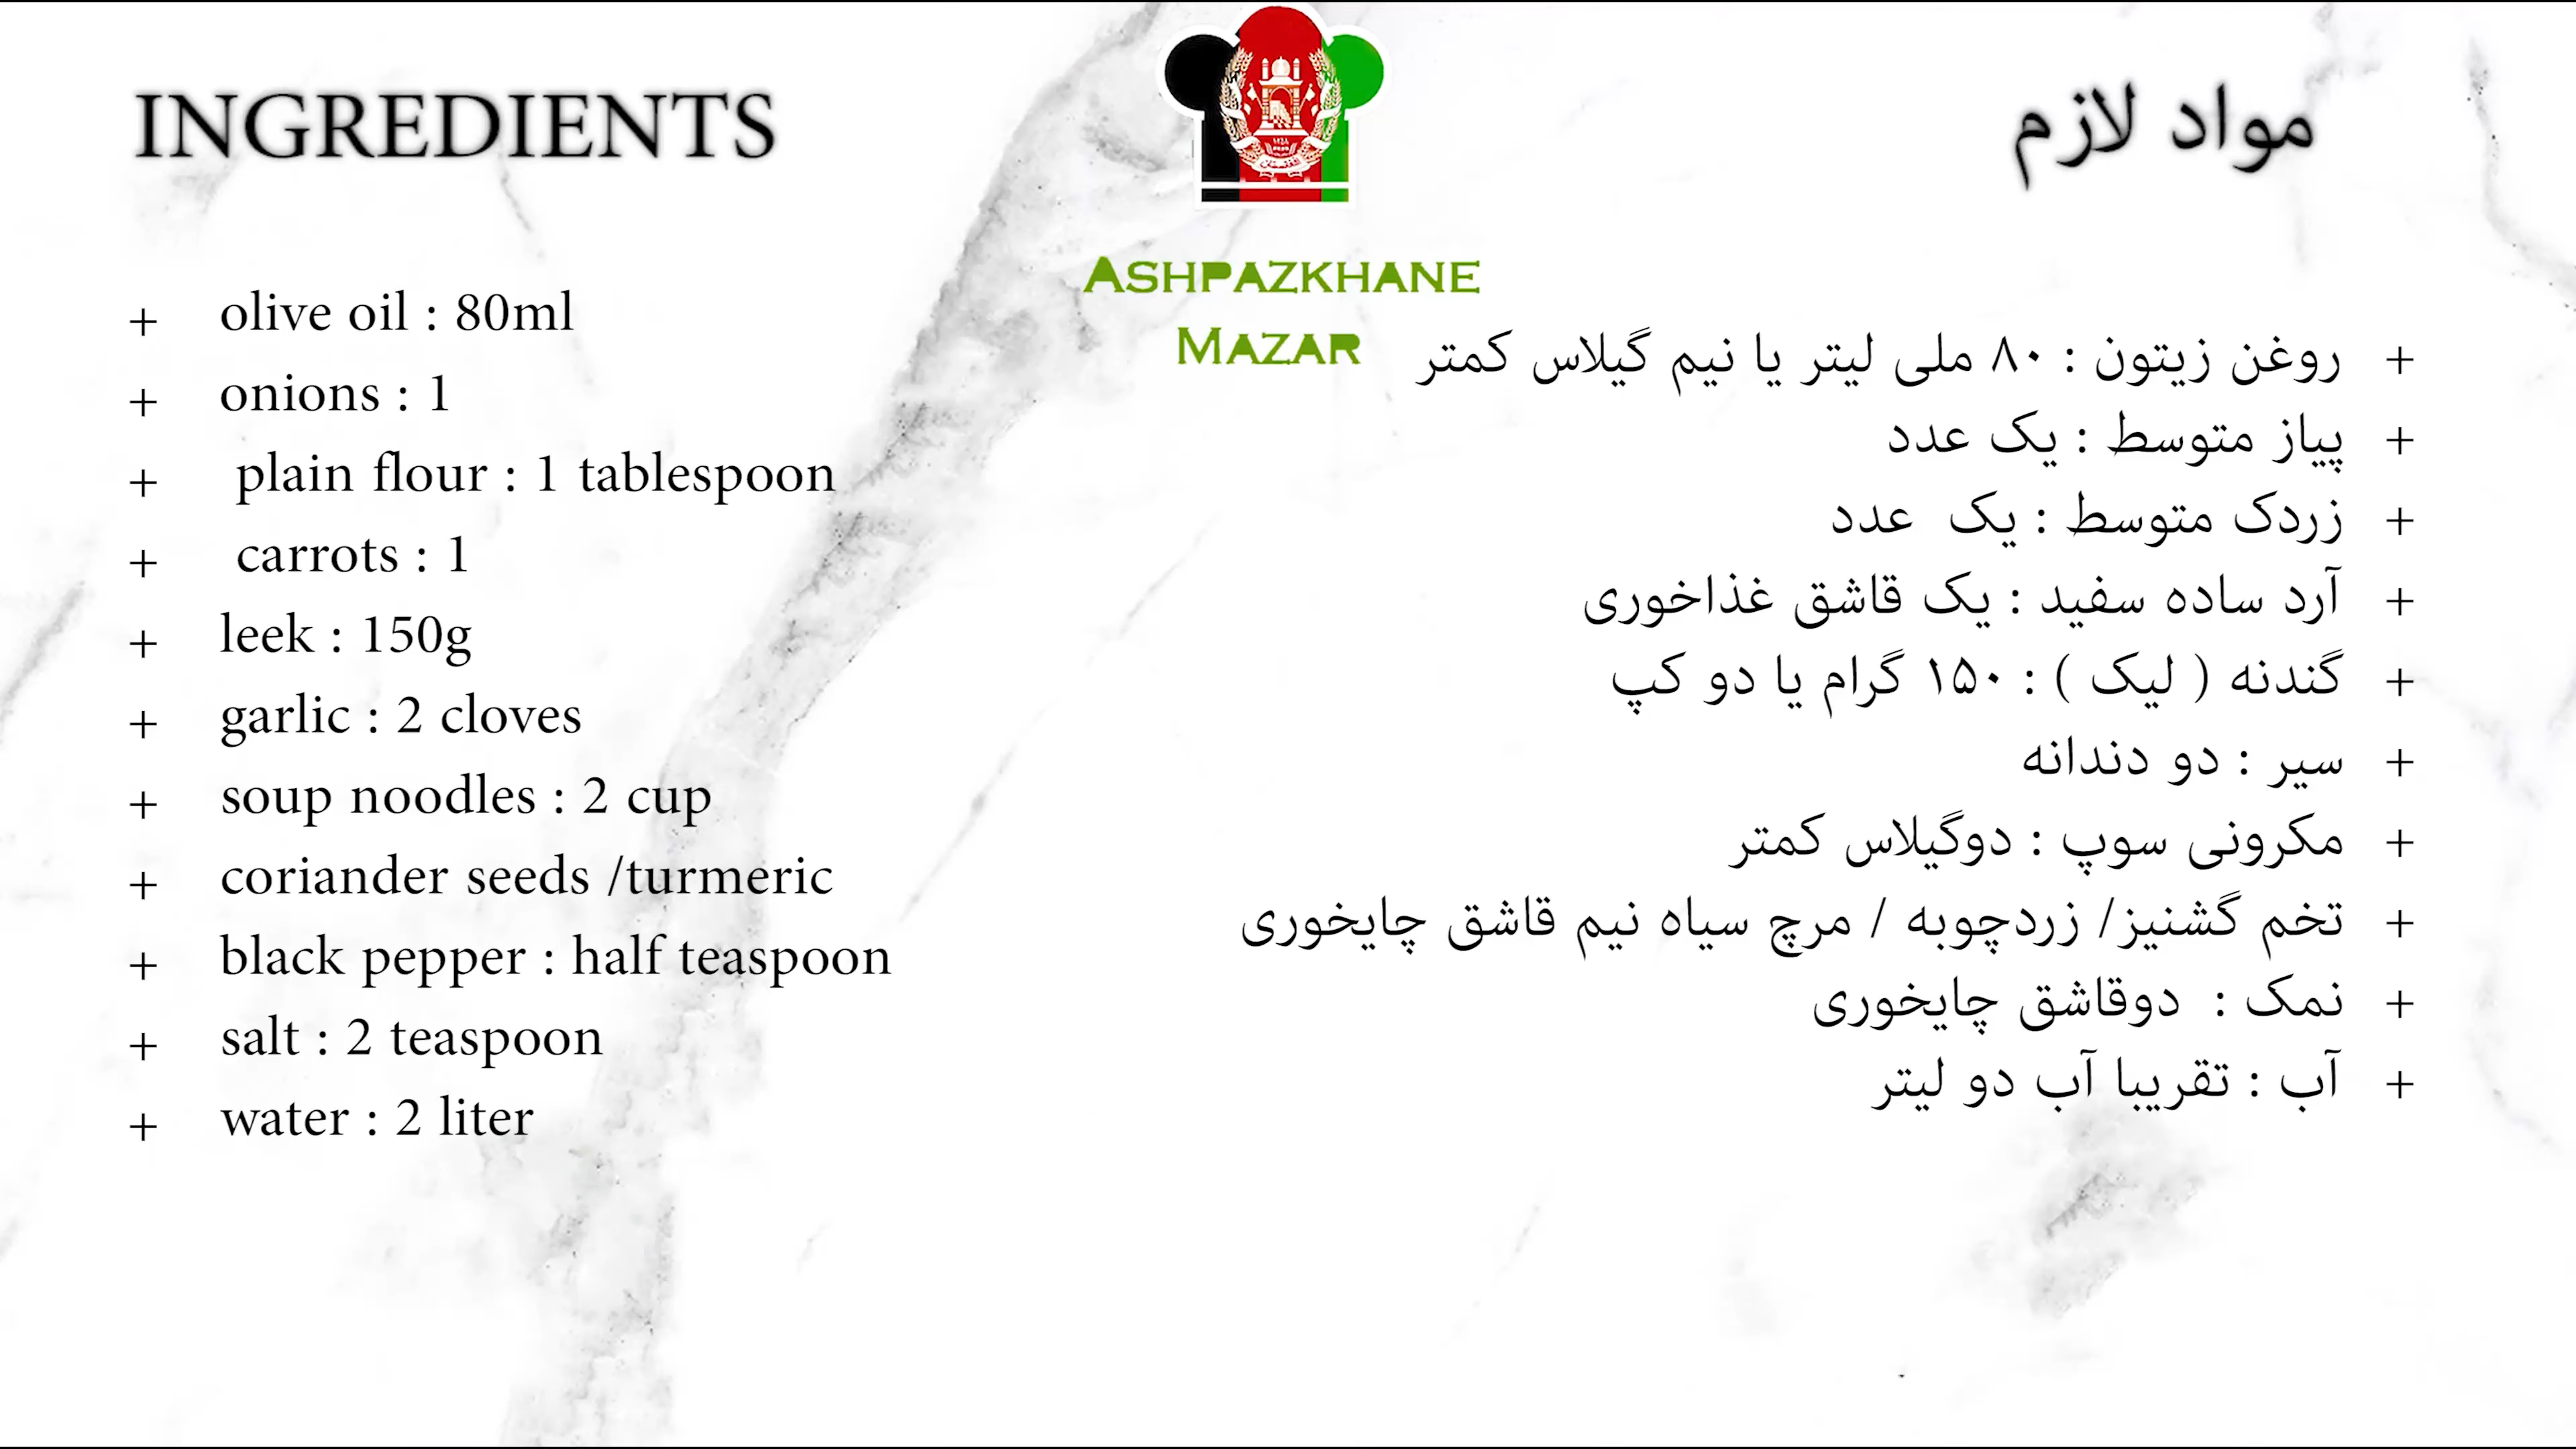 INGREDIENTS
+ olive oil : 80ml
+ onions : 1
+ plain flour : 1 tablespoon
+ carrots : 1
+ leek : 150g
+ garlic : 2 cloves
+ soup noodles : 2 cup
+ coriander seeds /turmeric
+ black pepper : half teaspoon
+ salt : 2 teaspoon
+ water : 2 liter
ASHPAZKHANE
MAZAR
مواد لازم
+ روغن زیتون : ۸۰ ملی لیتر یا نیم گیلاس کمتر
+ پیاز متوسط : یک عدد
+ زردک متوسط : یک عدد
+ آرد ساده سفید : یک قاشق غذاخوری
+ گندنه ( لیک ) : ۱۵۰ گرام یا دو کپ
+ سیر : دو دندانه
+ مکرونی سوپ : دوگیلاس کمتر
+ تخم گشنیز/ زردچوبه / مرچ سیاه نیم قاشق چایخوری
+ نمک : دوقاشق چایخوری
+ آب : تقریبا آب دو لیتر